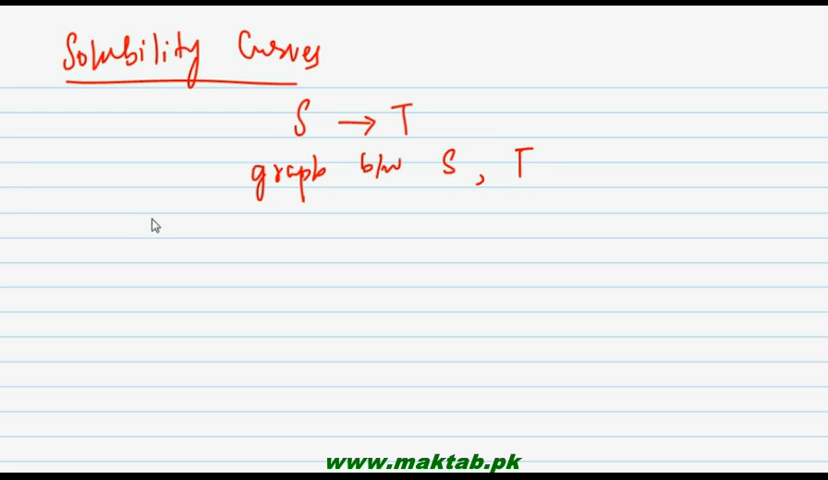 Solubility Curves
S → T
graph b/w S, T
www.maktab.pk